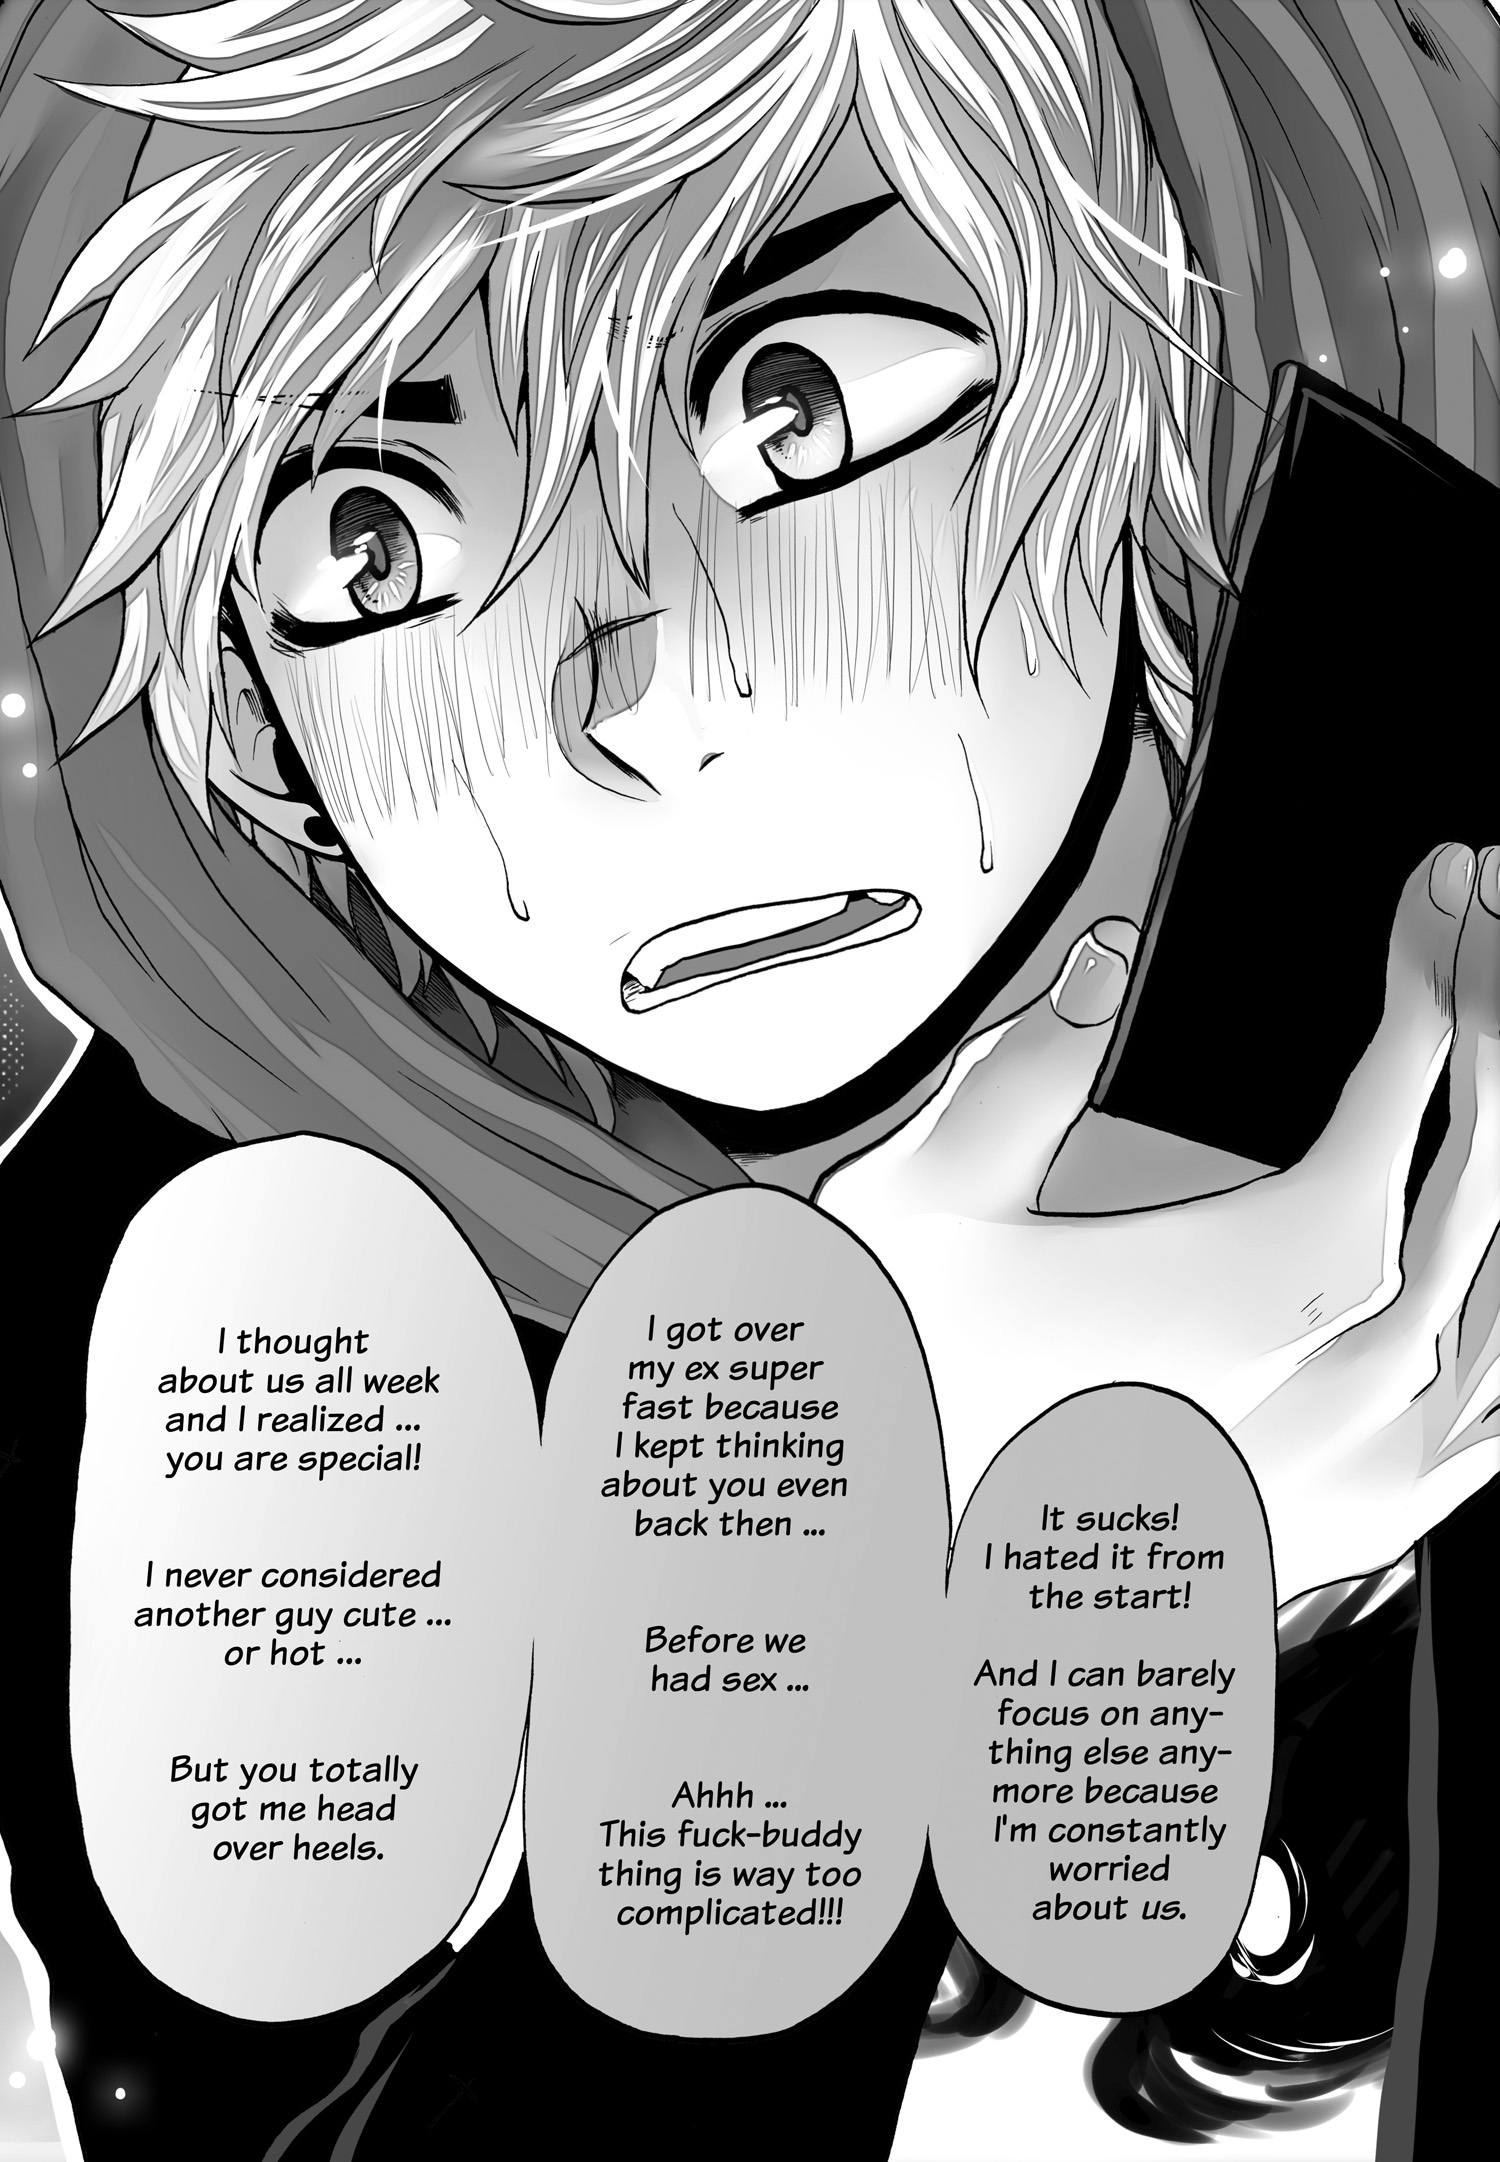 I thought
about us all week
and I realized ...
you are special!
I never considered
another guy cute ...
or hot ...
But you totally
got me head
over heels.
I got over
my ex super
fast because
I kept thinking
about you even
back then ...
Before we
had sex ...
Ahhh ...
This fuck-buddy
thing is way too
complicated!!!
It sucks!
I hated it from
the start!
And I can barely
focus on any-
thing else any-
more because
I'm constantly
worried
about us.